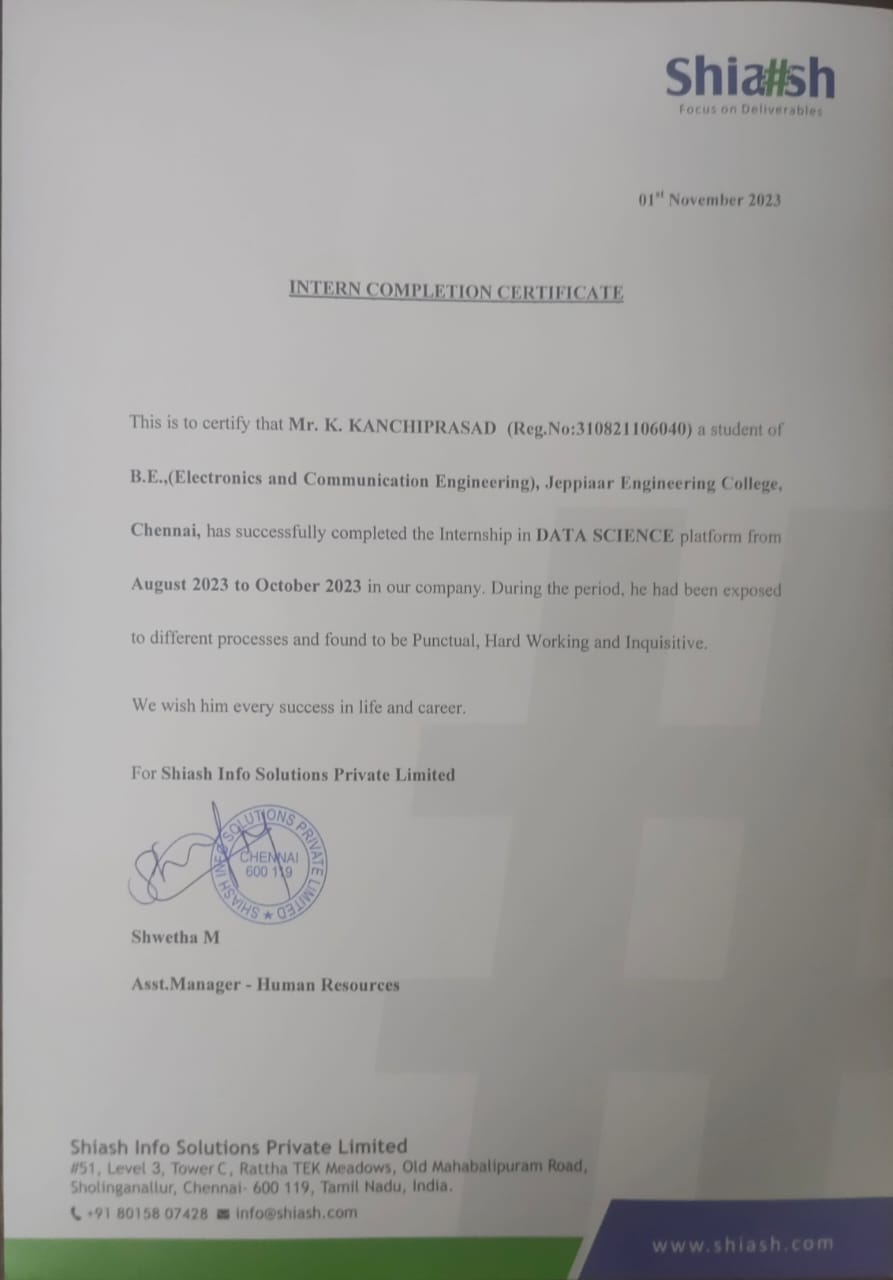 Shia#sh
Focus on Deliverables
01st November 2023
INTERN COMPLETION CERTIFICATE
This is to certify that Mr. K. KANCHIPRASAD (Reg.No:310821106040) a student of
B.E.,(Electronics and Communication Engineering), Jeppiaar Engineering College,
Chennai, has successfully completed the Internship in DATA SCIENCE platform from
August 2023 to October 2023 in our company. During the period, he had been exposed
to different processes and found to be Punctual, Hard Working and Inquisitive.
We wish him every success in life and career.
For Shiash Info Solutions Private Limited
SHIASH INFO SOLUTIONS PRIVATE LIMITED ★
CHENNAI
600 119
Shwetha M
Asst.Manager - Human Resources
Shiash Info Solutions Private Limited
#51, Level 3, Tower C, Rattha TEK Meadows, Old Mahabalipuram Road,
Sholinganallur, Chennai- 600 119, Tamil Nadu, India.
+91 80158 07428 info@shiash.com
www.shiash.com